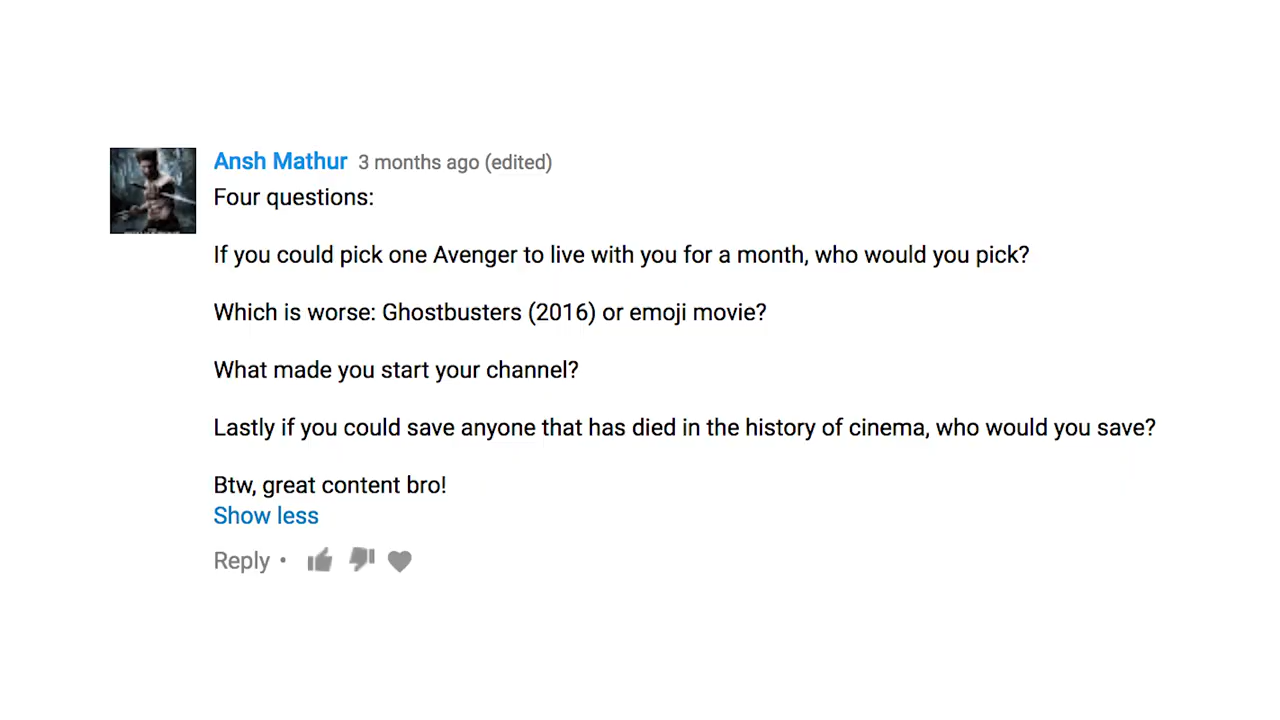 Ansh Mathur 3 months ago (edited)
Four questions:
If you could pick one Avenger to live with you for a month, who would you pick?
Which is worse: Ghostbusters (2016) or emoji movie?
What made you start your channel?
Lastly if you could save anyone that has died in the history of cinema, who would you save?
Btw, great content bro!
Show less
Reply •